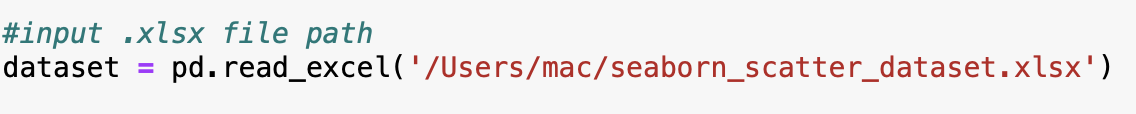 #input .xlsx file path
dataset = pd.read_excel('/Users/mac/seaborn_scatter_dataset.xlsx')